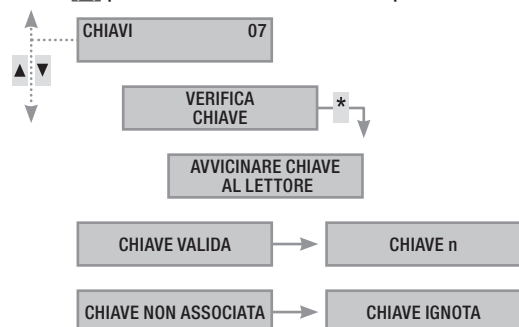 CHIAVI 07
▲ ▼
VERIFICA
CHIAVE
*
AVVICINARE CHIAVE
AL LETTORE
CHIAVE VALIDA
CHIAVE n
CHIAVE NON ASSOCIATA
CHIAVE IGNOTA